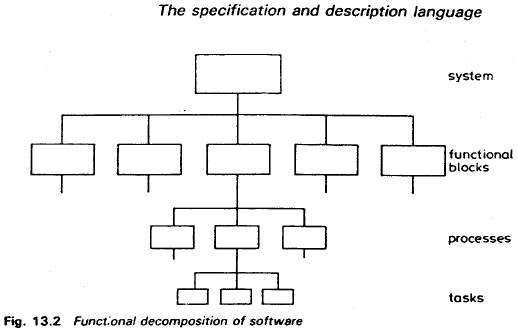 The specification and description language
system
functional
blocks
processes
tasks
Fig. 13.2 Functional decomposition of software